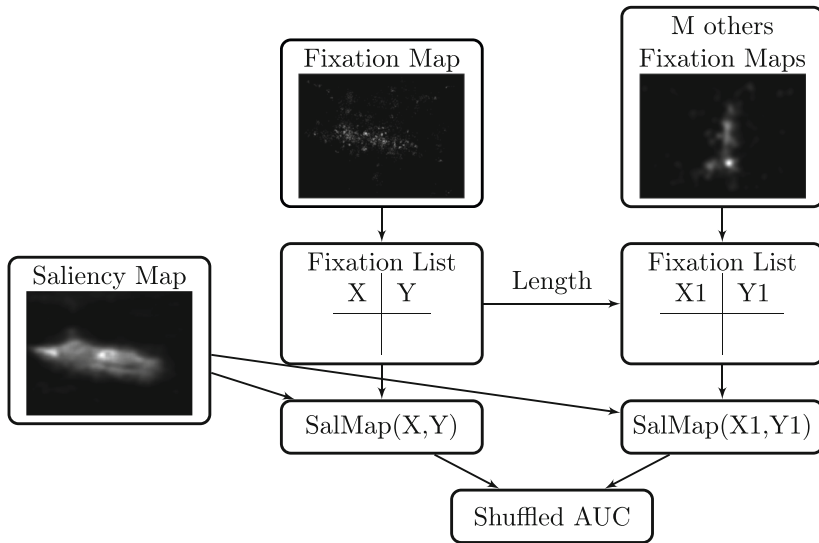 M others
Fixation Maps
Fixation Map
Fixation List
X Y
Length
Fixation List
X1 Y1
Saliency Map
SalMap(X,Y)
SalMap(X1,Y1)
Shuffled AUC